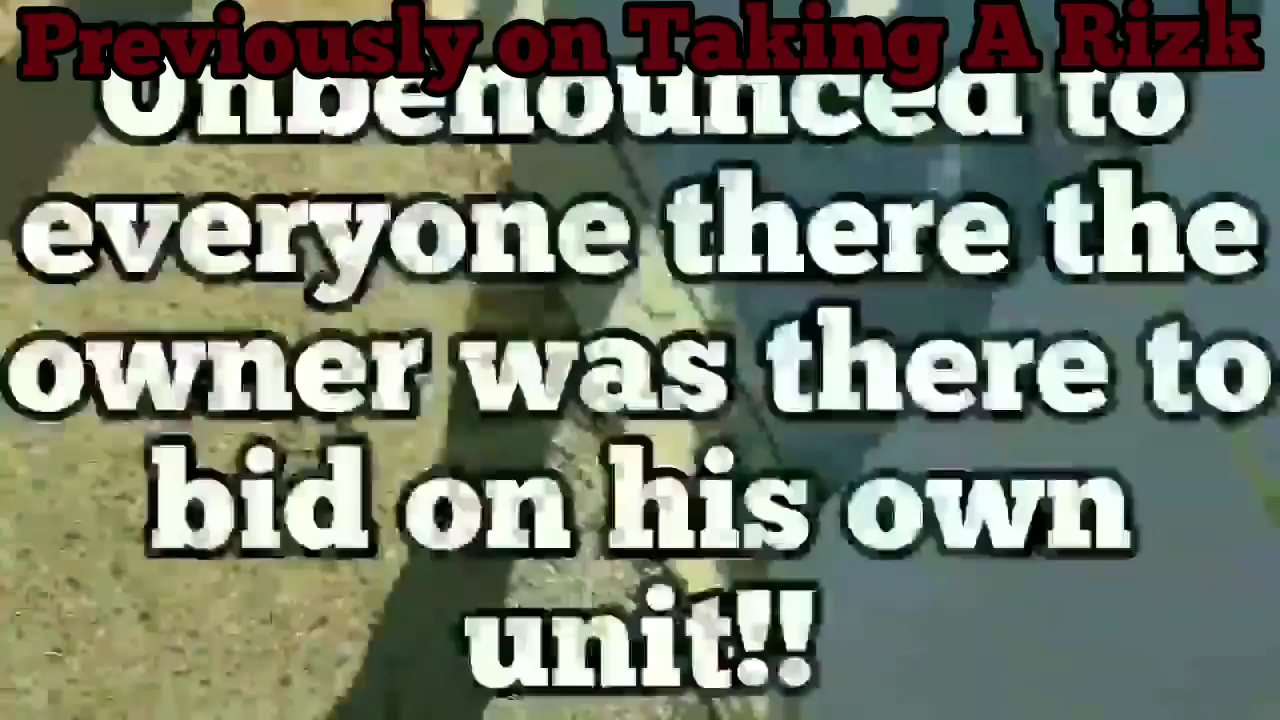 Previously on Taking A Rizk
Unbenounced to
everyone there the
owner was there to
bid on his own
unit!!